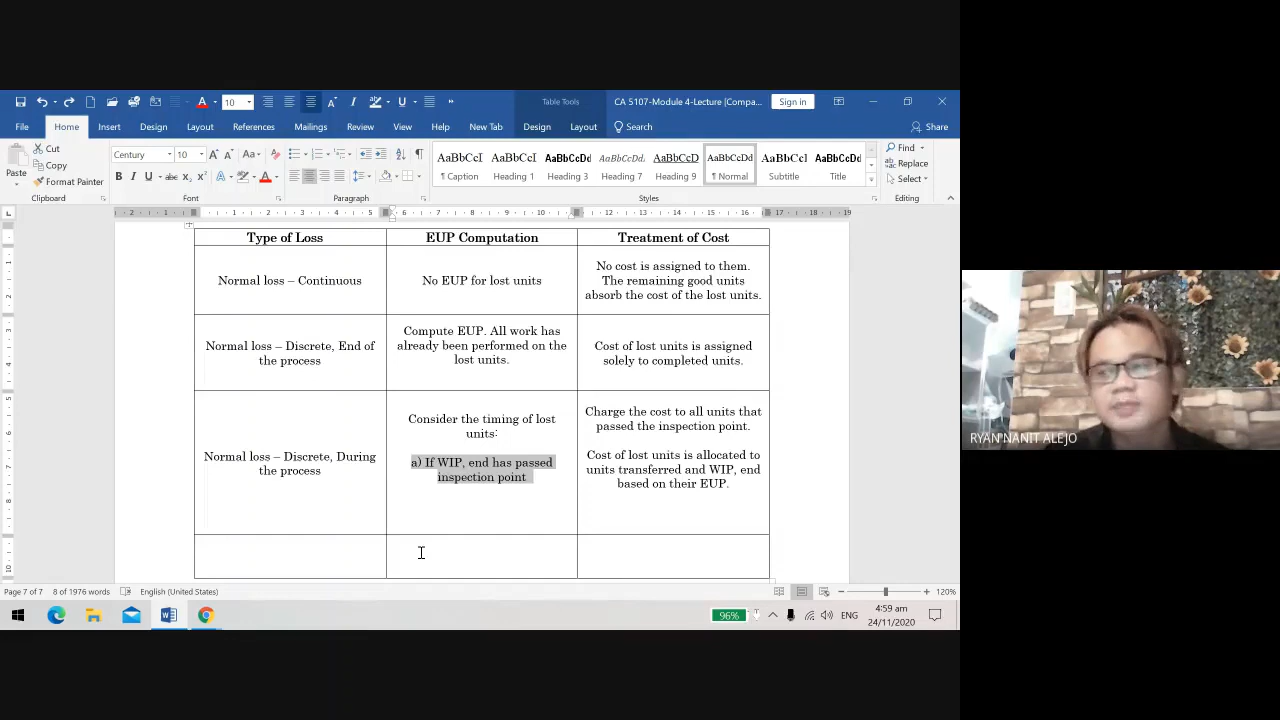 10
Table Tools
CA 5107-Module 4-Lecture [Compa...
Sign in
File
Home
Insert
Design
Layout
References
Mailings
Review
View
Help
New Tab
Design
Layout
Search
Share
Paste
Cut
Copy
Format Painter
Clipboard
Century
10
Font
Paragraph
AaBbCcI
¶ Caption
AaBbCcI
Heading 1
AaBbCcDd
Heading 3
AaBbCcDd,
Heading 7
AaBbCcD
Heading 9
AaBbCcDd
¶ Normal
AaBbCcI
Subtitle
AaBbCcDd
Title
Styles
Find
Replace
Select
Editing
Type of Loss
EUP Computation
Treatment of Cost
Normal loss – Continuous
No EUP for lost units
No cost is assigned to them.
The remaining good units
absorb the cost of the lost units.
Normal loss – Discrete, End of
the process
Compute EUP. All work has
already been performed on the
lost units.
Cost of lost units is assigned
solely to completed units.
Normal loss – Discrete, During
the process
Consider the timing of lost
units:
a) If WIP, end has passed
inspection point
Charge the cost to all units that
passed the inspection point.
Cost of lost units is allocated to
units transferred and WIP, end
based on their EUP.
Page 7 of 7
8 of 1976 words
English (United States)
120%
96%
ENG
4:59 am
24/11/2020
RYAN NANIT ALEJO